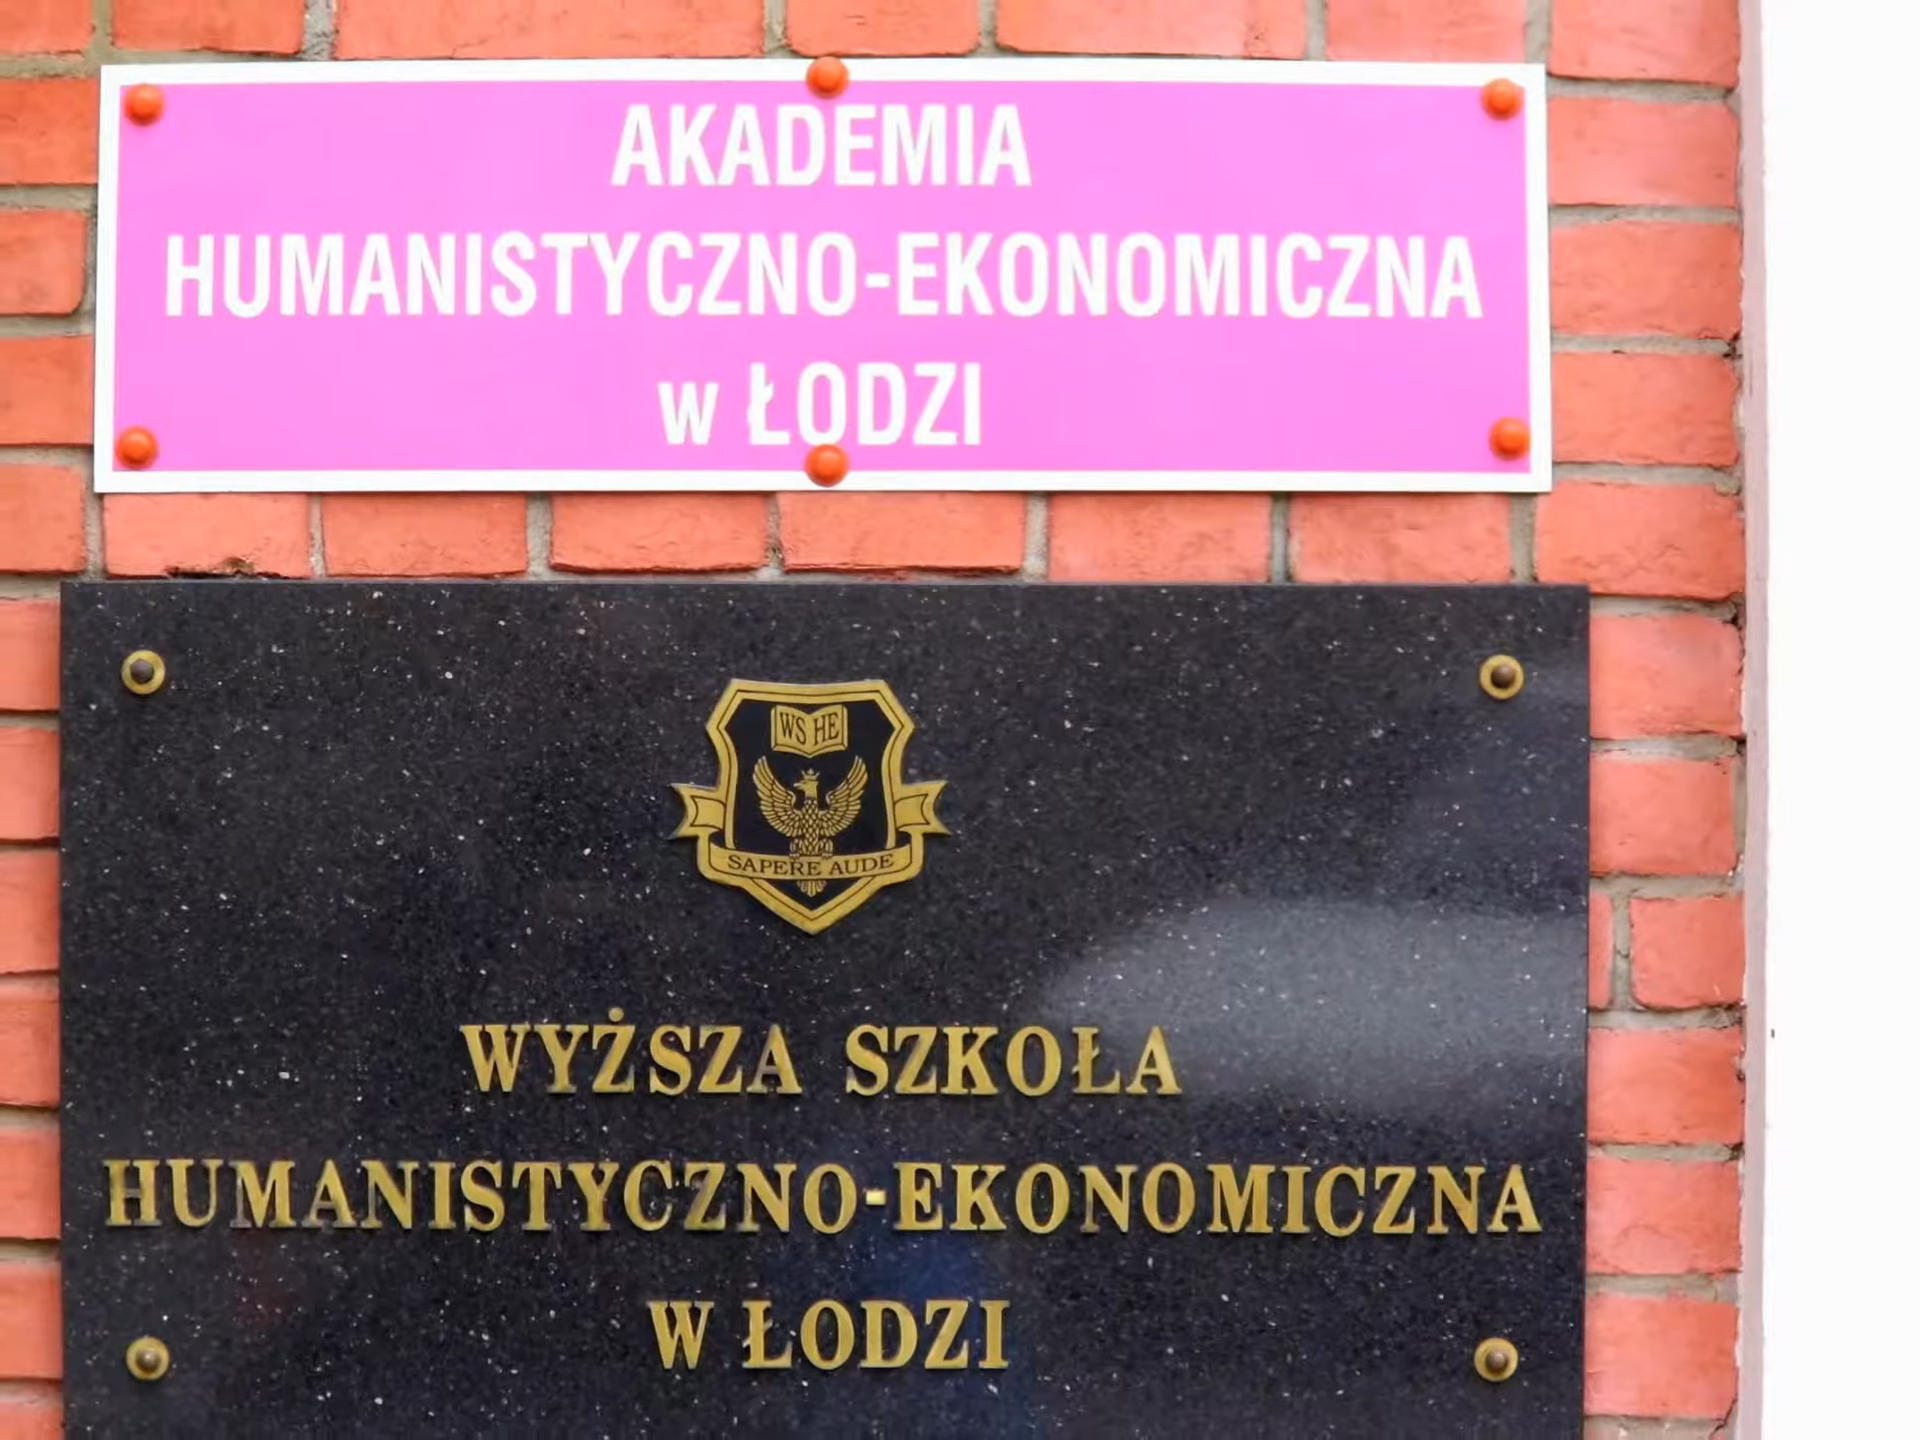 AKADEMIA
HUMANISTYCZNO-EKONOMICZNA
w ŁODZI
WS HE
SAPERE AUDE
WYŻSZA SZKOŁA
HUMANISTYCZNO-EKONOMICZNA
W ŁODZI